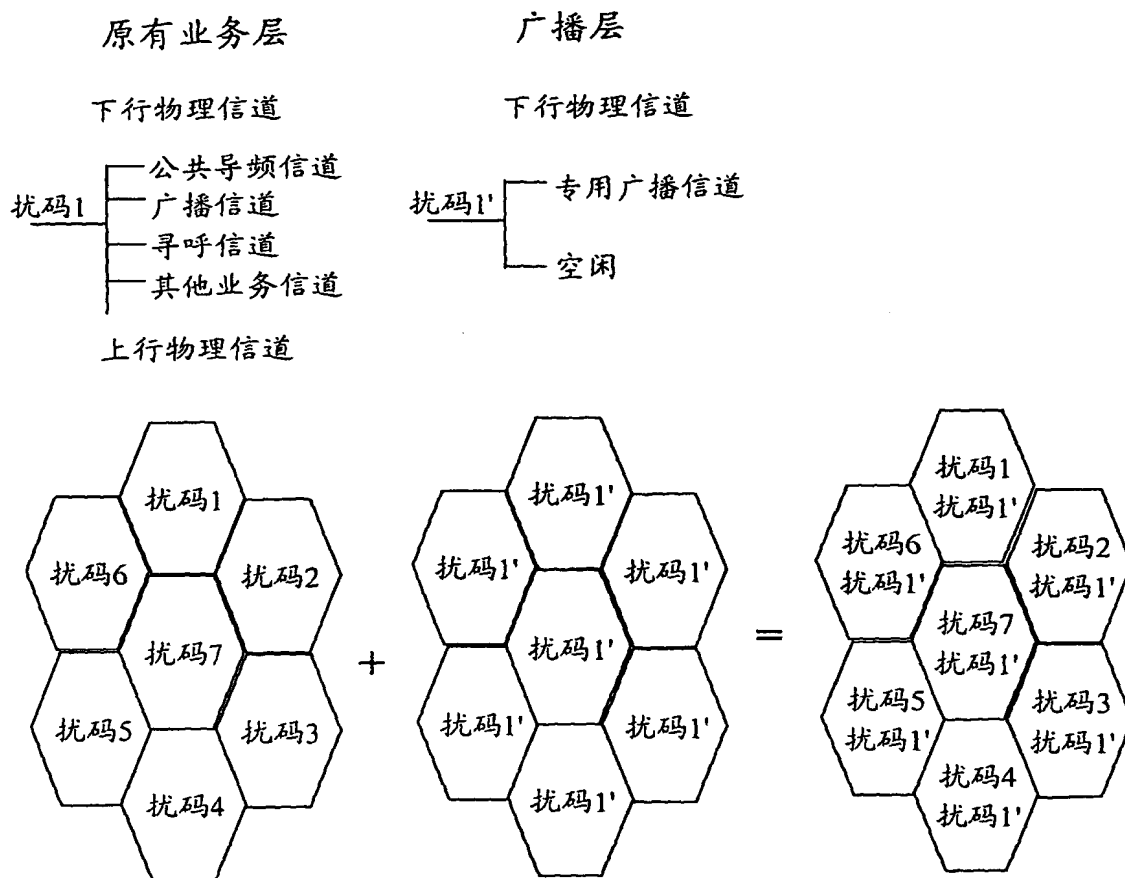 原有业务层
广播层
下行物理信道
下行物理信道
扰码1
公共导频信道
广播信道
寻呼信道
其他业务信道
扰码1'
专用广播信道
空闲
上行物理信道
扰码1
扰码6
扰码2
扰码7
扰码5
扰码3
扰码4
+
扰码1'
扰码1'
扰码1'
扰码1'
扰码1'
扰码1'
扰码1'
=
扰码1
扰码1'
扰码6
扰码1'
扰码2
扰码1'
扰码7
扰码1'
扰码5
扰码1'
扰码3
扰码1'
扰码4
扰码1'